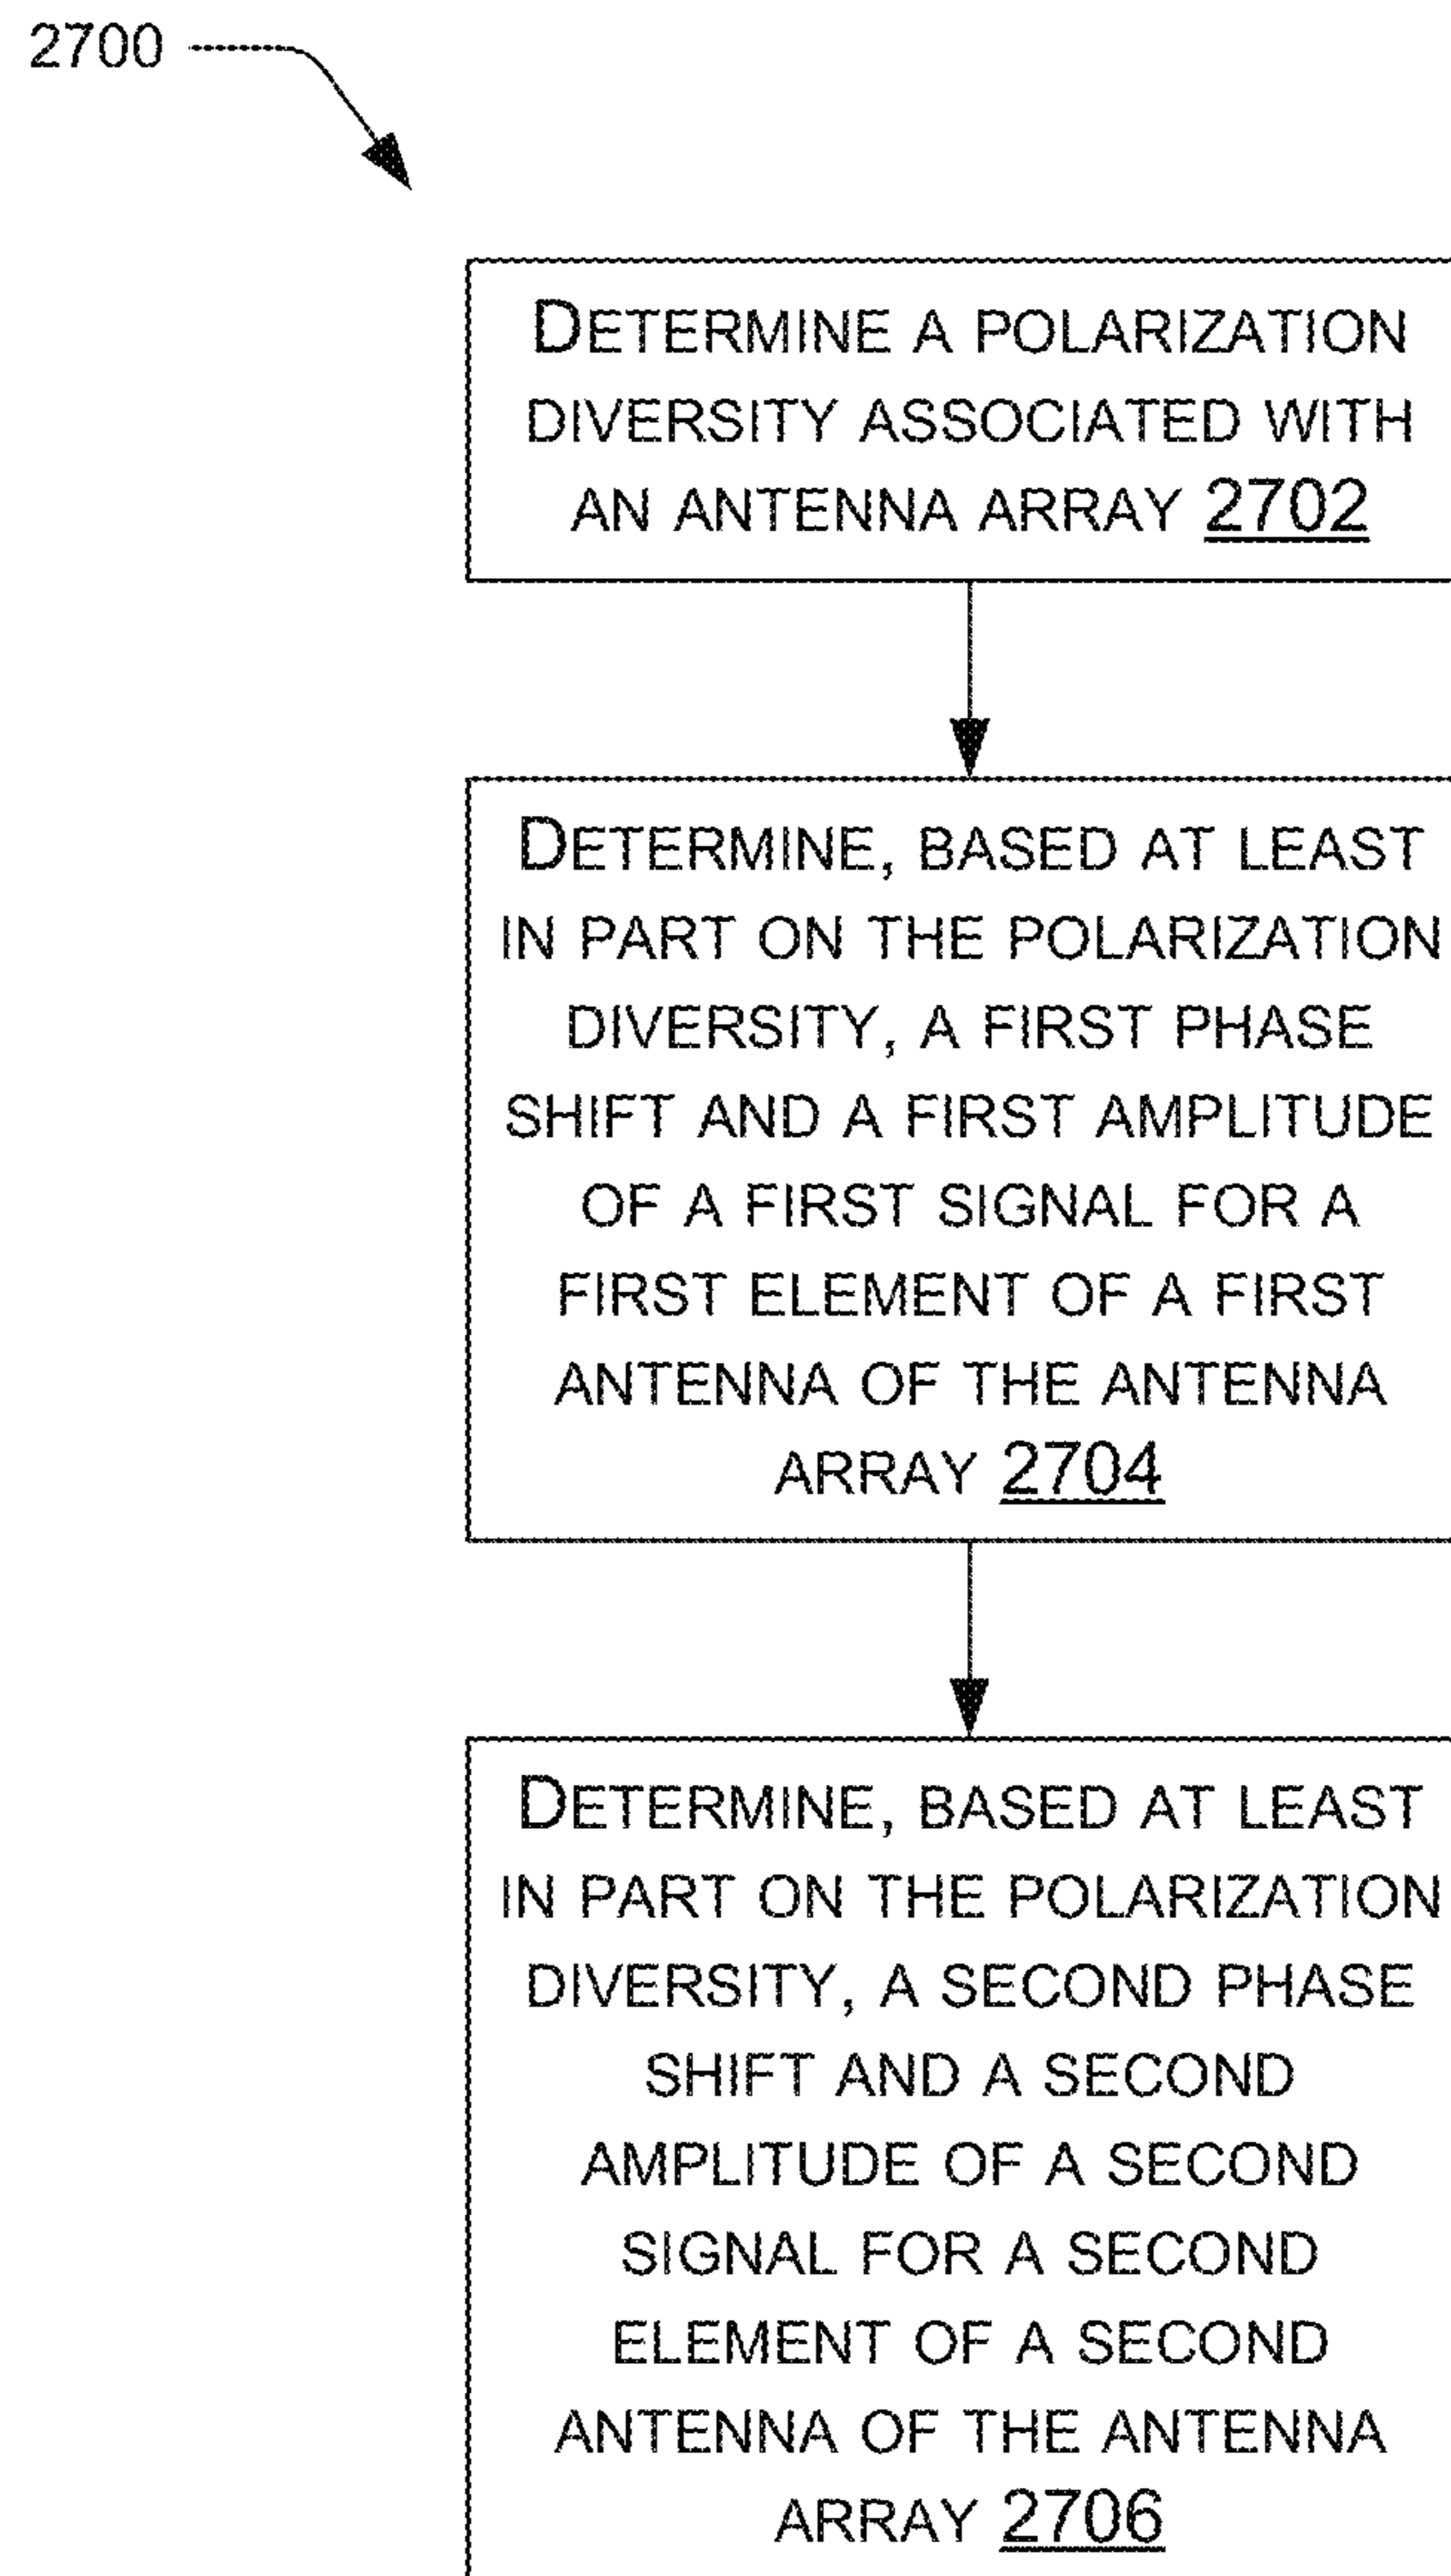 2700
DETERMINE A POLARIZATION
DIVERSITY ASSOCIATED WITH
AN ANTENNA ARRAY 2702
DETERMINE, BASED AT LEAST
IN PART ON THE POLARIZATION
DIVERSITY, A FIRST PHASE
SHIFT AND A FIRST AMPLITUDE
OF A FIRST SIGNAL FOR A
FIRST ELEMENT OF A FIRST
ANTENNA OF THE ANTENNA
ARRAY 2704
DETERMINE, BASED AT LEAST
IN PART ON THE POLARIZATION
DIVERSITY, A SECOND PHASE
SHIFT AND A SECOND
AMPLITUDE OF A SECOND
SIGNAL FOR A SECOND
ELEMENT OF A SECOND
ANTENNA OF THE ANTENNA
ARRAY 2706